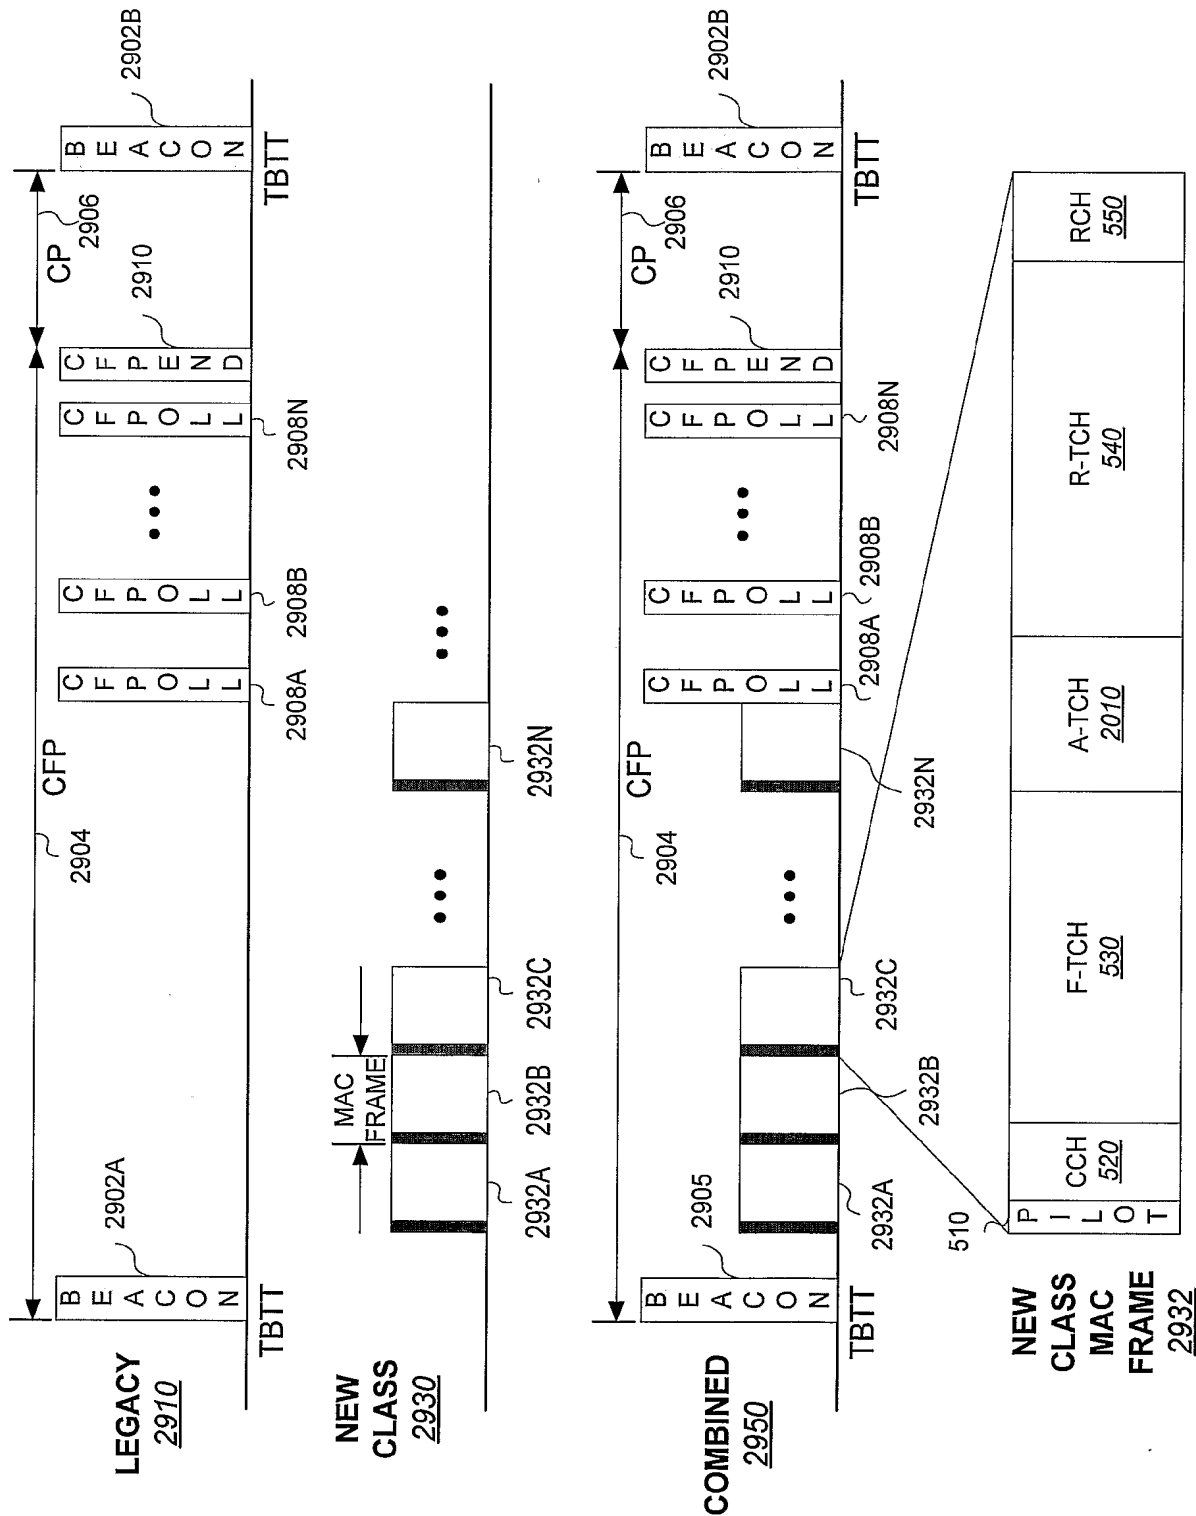 LEGACY
2910
BEACON
2902A
TBTT
2904
CFP
CFPOLL
2908A
CFPOLL
2908B
CFPOLL
2908N
CFPEND
2910
CP
2906
BEACON
2902B
TBTT
NEW
CLASS
2930
MAC
FRAME
2932A
2932B
2932C
2932N
COMBINED
2950
BEACON
2905
TBTT
2904
CFP
2932A
2932B
2932C
2932N
CFPOLL
2908A
CFPOLL
2908B
CFPOLL
2908N
CFPEND
2910
CP
2906
BEACON
2902B
TBTT
NEW
CLASS
MAC
FRAME
2932
510
PILOT
CCH
520
F-TCH
530
A-TCH
2010
R-TCH
540
RCH
550